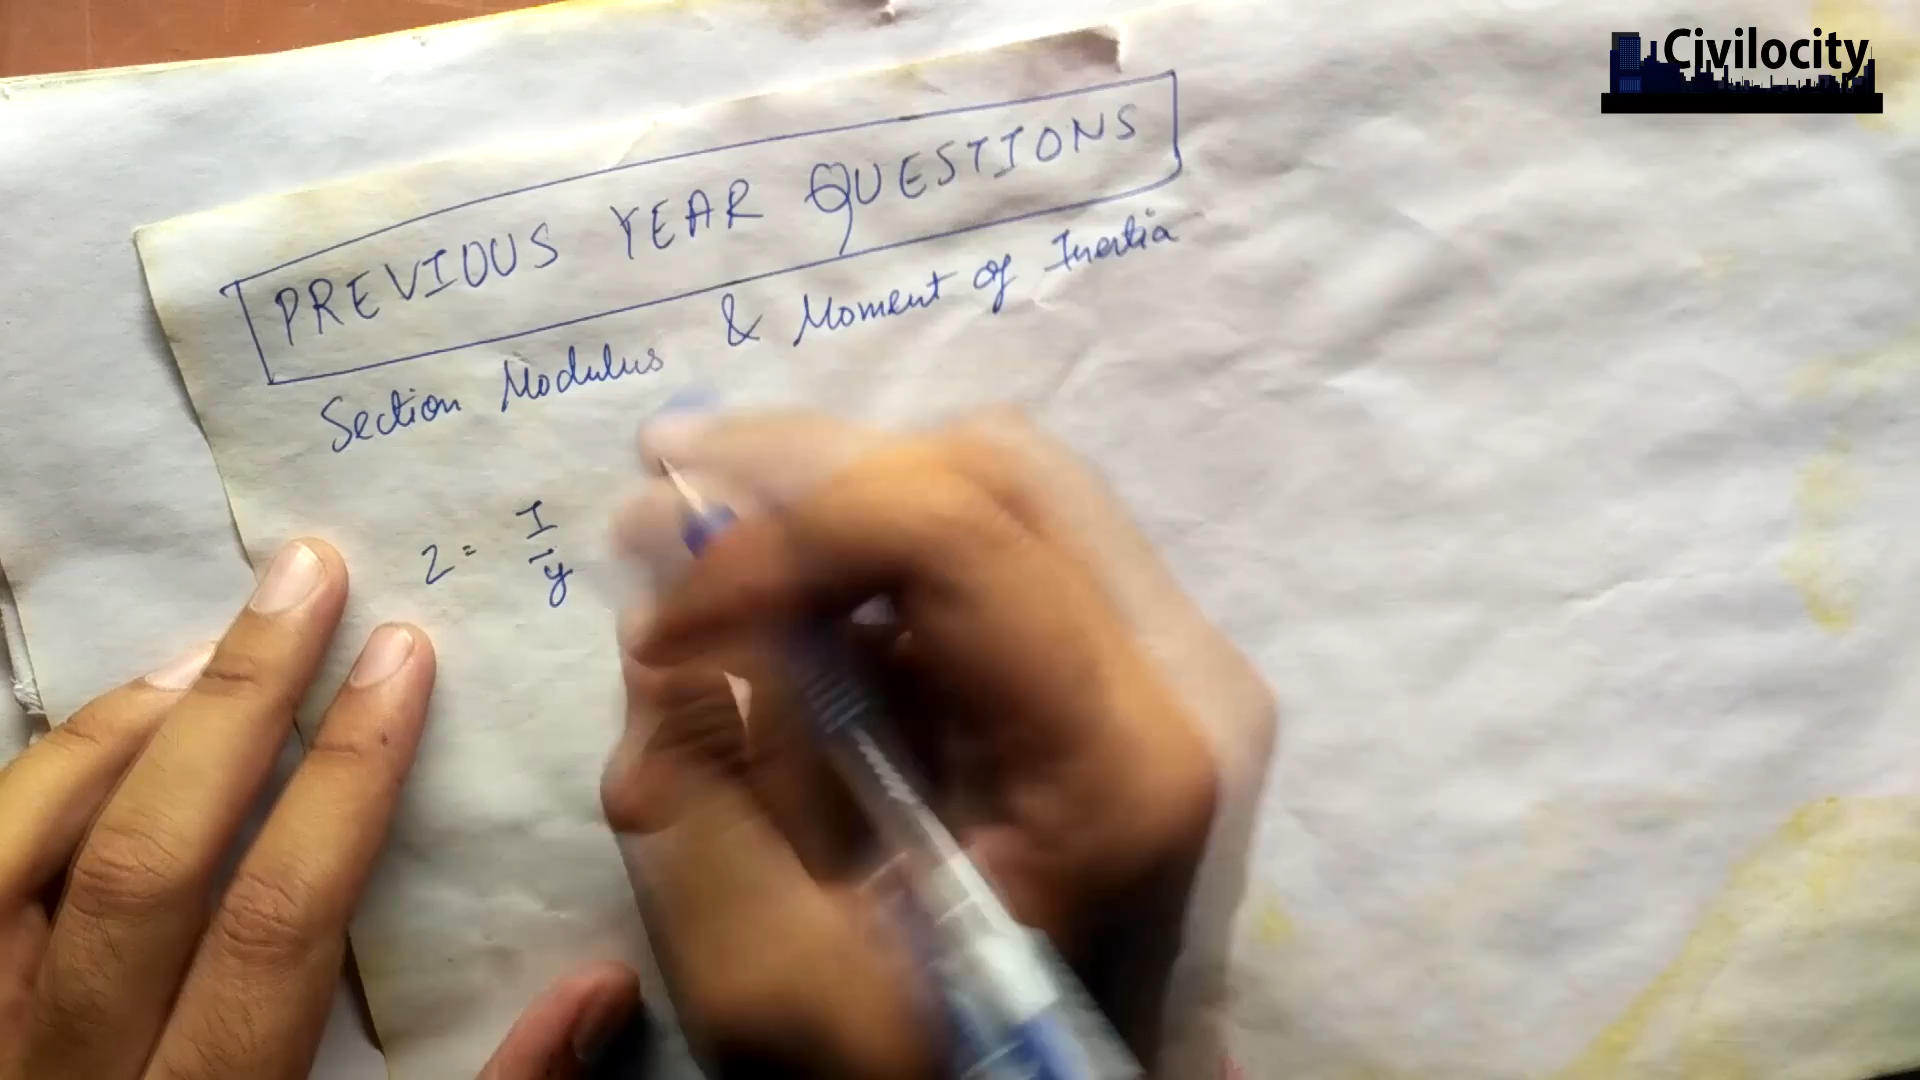 Civilocity
PREVIOUS YEAR QUESTIONS
Section Modulus & Moment of Inertia
Z = I
y